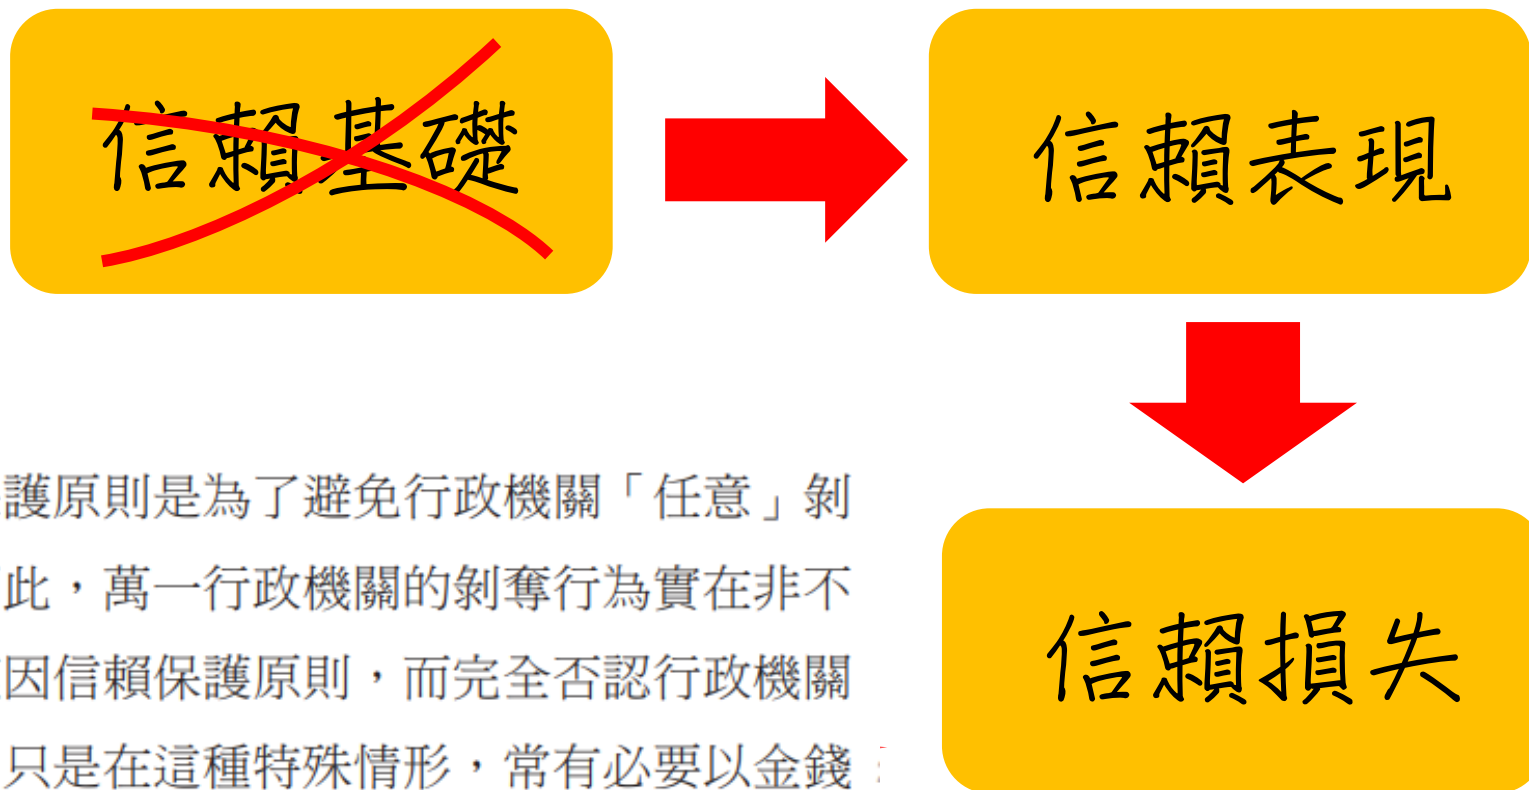 信賴基礎
信賴表現
護原則是為了避免行政機關「任意」剝
此，萬一行政機關的剝奪行為實在非不
因信賴保護原則，而完全否認行政機關
只是在這種特殊情形，常有必要以金錢
信賴損失